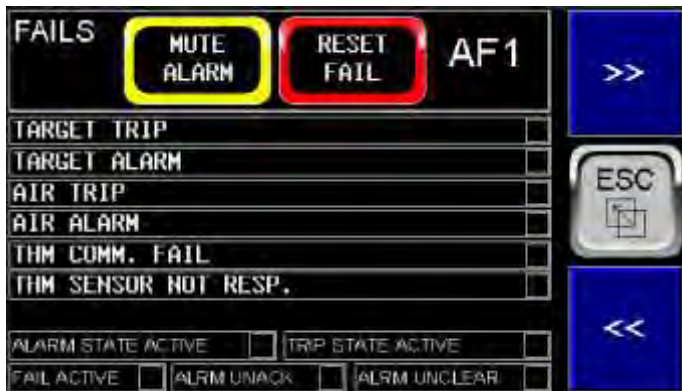 FAILS
MUTE ALARM
RESET FAIL
AF1
>>
TARGET TRIP
TARGET ALARM
AIR TRIP
AIR ALARM
THM COMM. FAIL
THM SENSOR NOT RESP.
ESC
<<
ALARM STATE ACTIVE
TRIP STATE ACTIVE
FAIL ACTIVE
ALRM UNACK
ALRM UNCLEAR